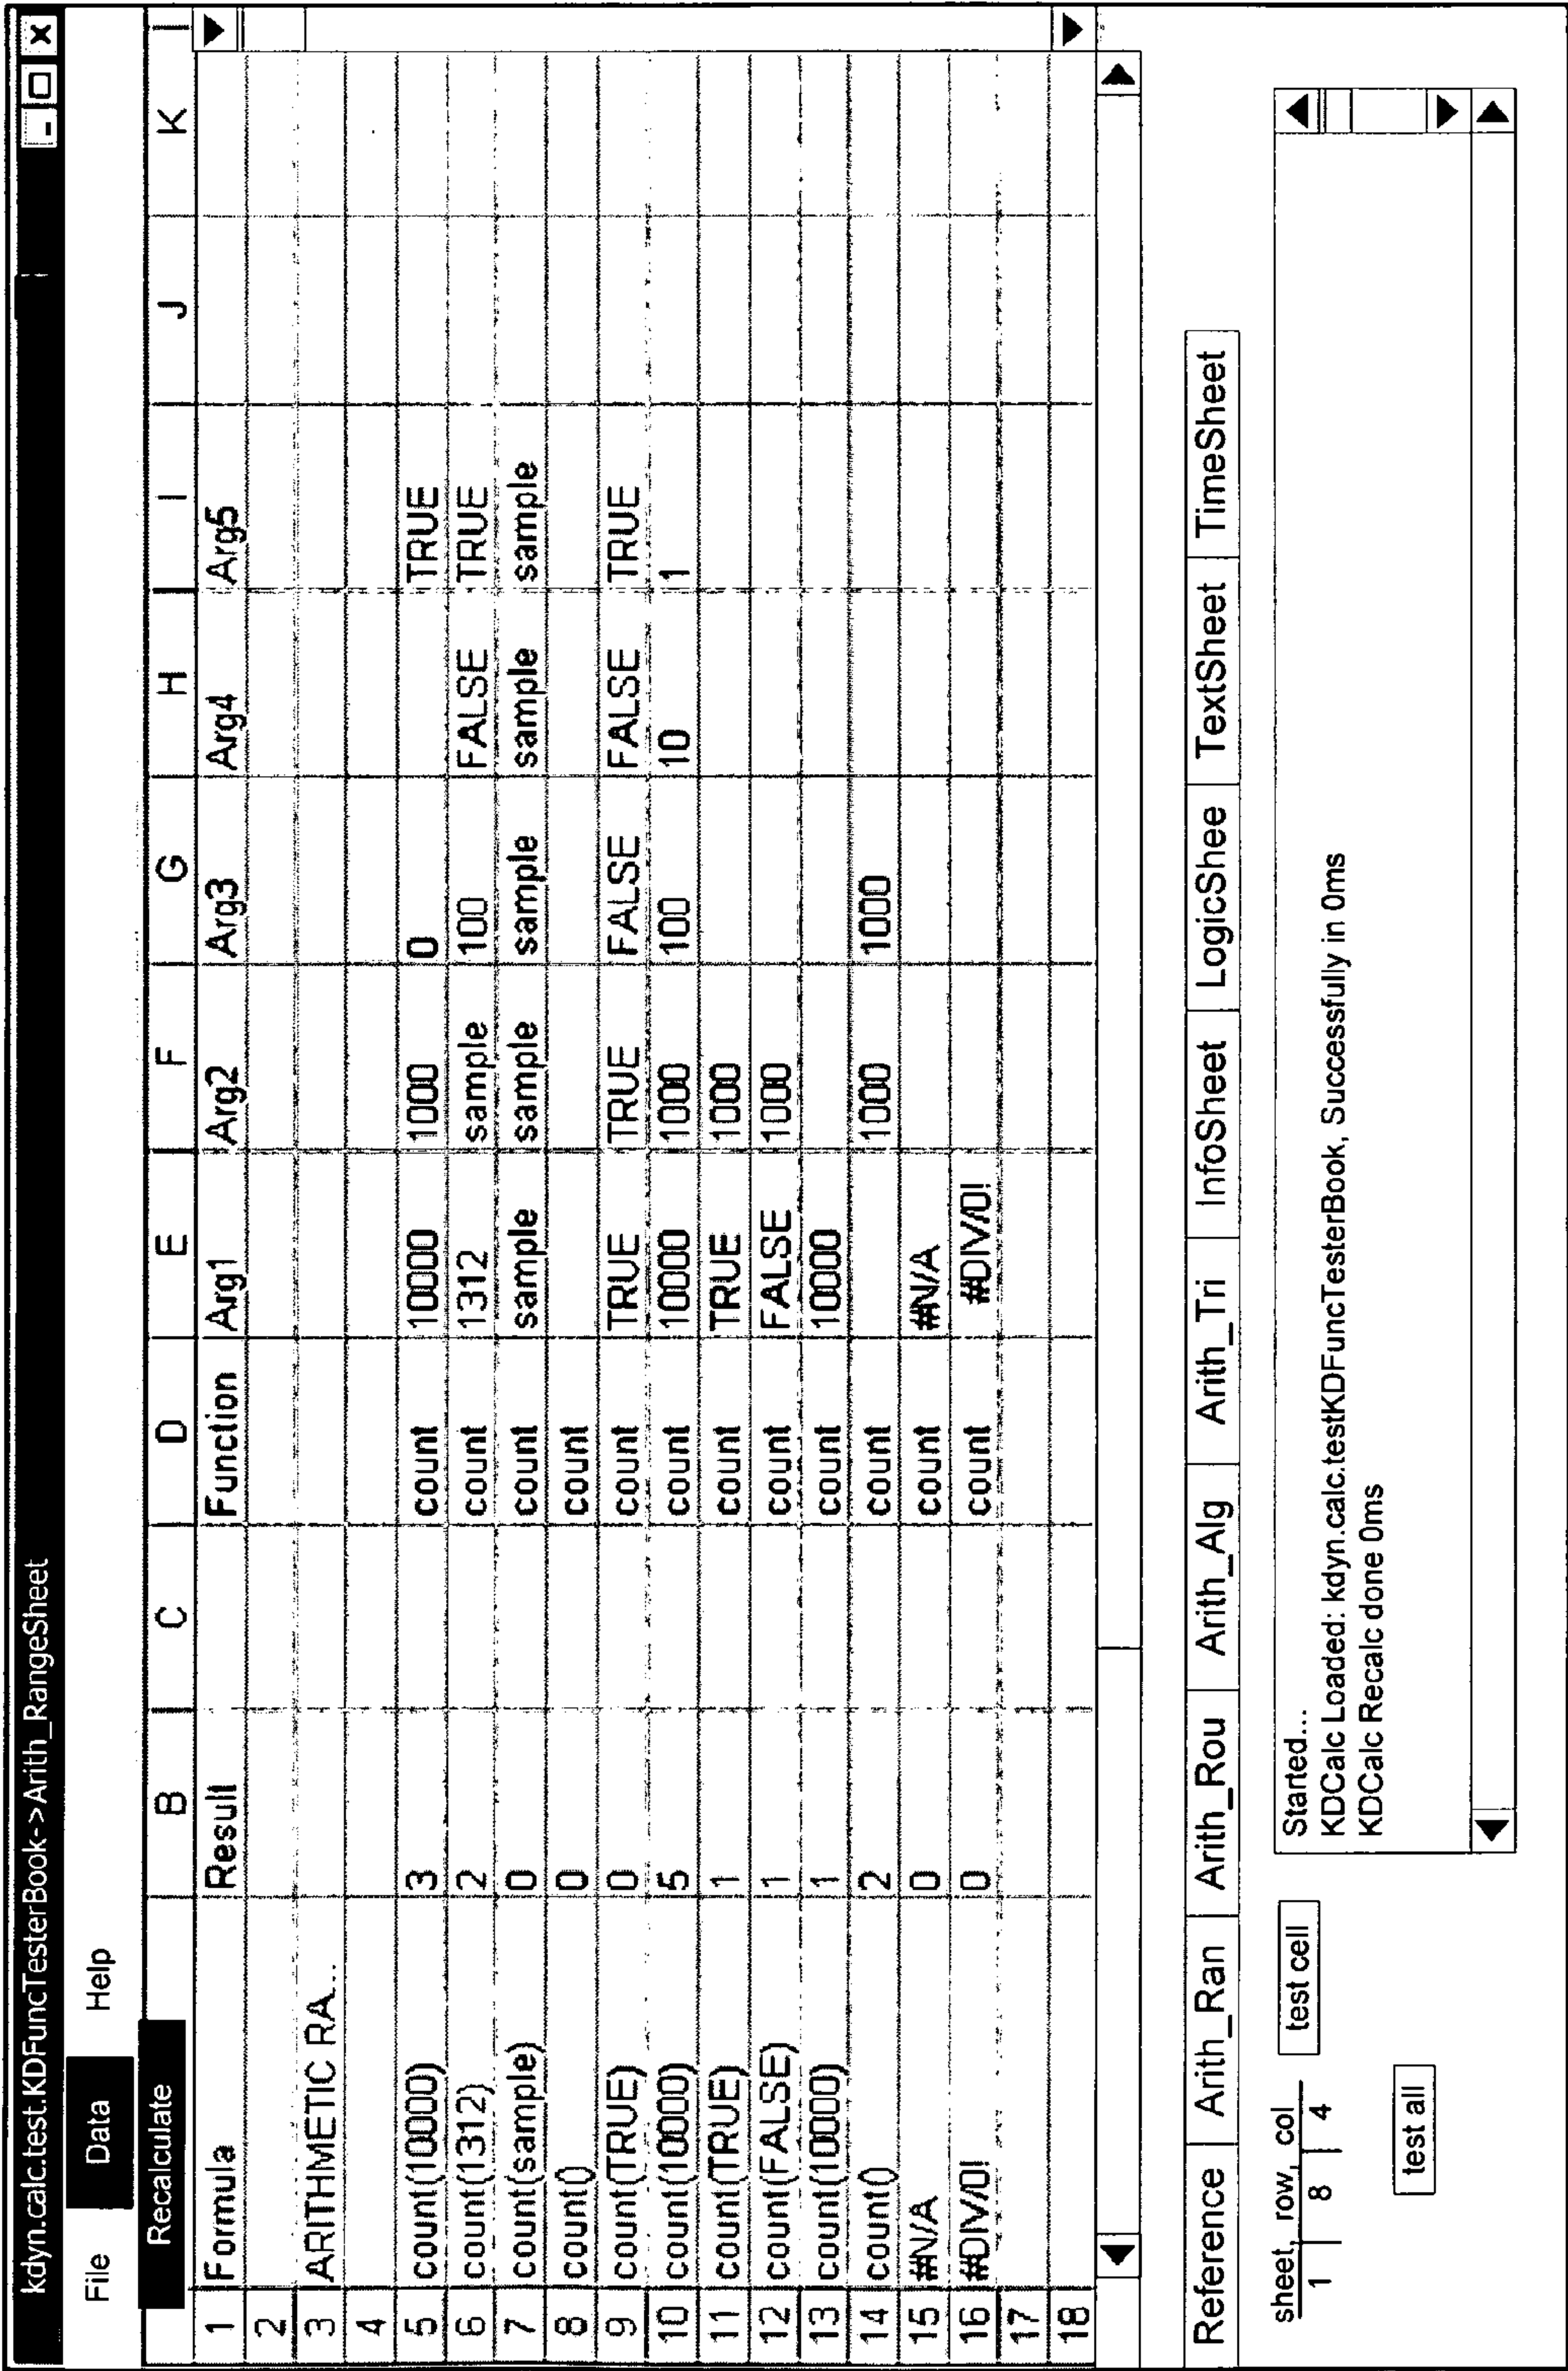 kdyn.calc.test.KDFuncTesterBook->Arith_RangeSheet
File Data Help
Recalculate
B C D E F G H I J K
1 Formula Result Function Arg1 Arg2 Arg3 Arg4 Arg5
2
3 ARITHMETIC RA...
4
5 count(10000) 3 count 10000 1000 0 TRUE
6 count(1312) 2 count 1312 sample 100 FALSE TRUE
7 count(sample) 0 count sample sample sample sample sample
8 count() 0 count
9 count(TRUE) 0 count TRUE TRUE FALSE FALSE TRUE
10 count(10000) 5 count 10000 1000 100 10 1
11 count(TRUE) 1 count TRUE 1000
12 count(FALSE) 1 count FALSE 1000
13 count(10000) 1 count 10000
14 count() 2 count 1000 1000
15 #N/A 0 count #N/A
16 #DIV/0! 0 count #DIV/0!
17
18
Reference Arith_Ran Arith_Rou Arith_Alg Arith_Tri InfoSheet LogicShee TextSheet TimeSheet
sheet, row, col
1 8 4
test cell
test all
Started...
KDCalc Loaded: kdyn.calc.testKDFuncTesterBook, Successfully in 0ms
KDCalc Recalc done 0ms